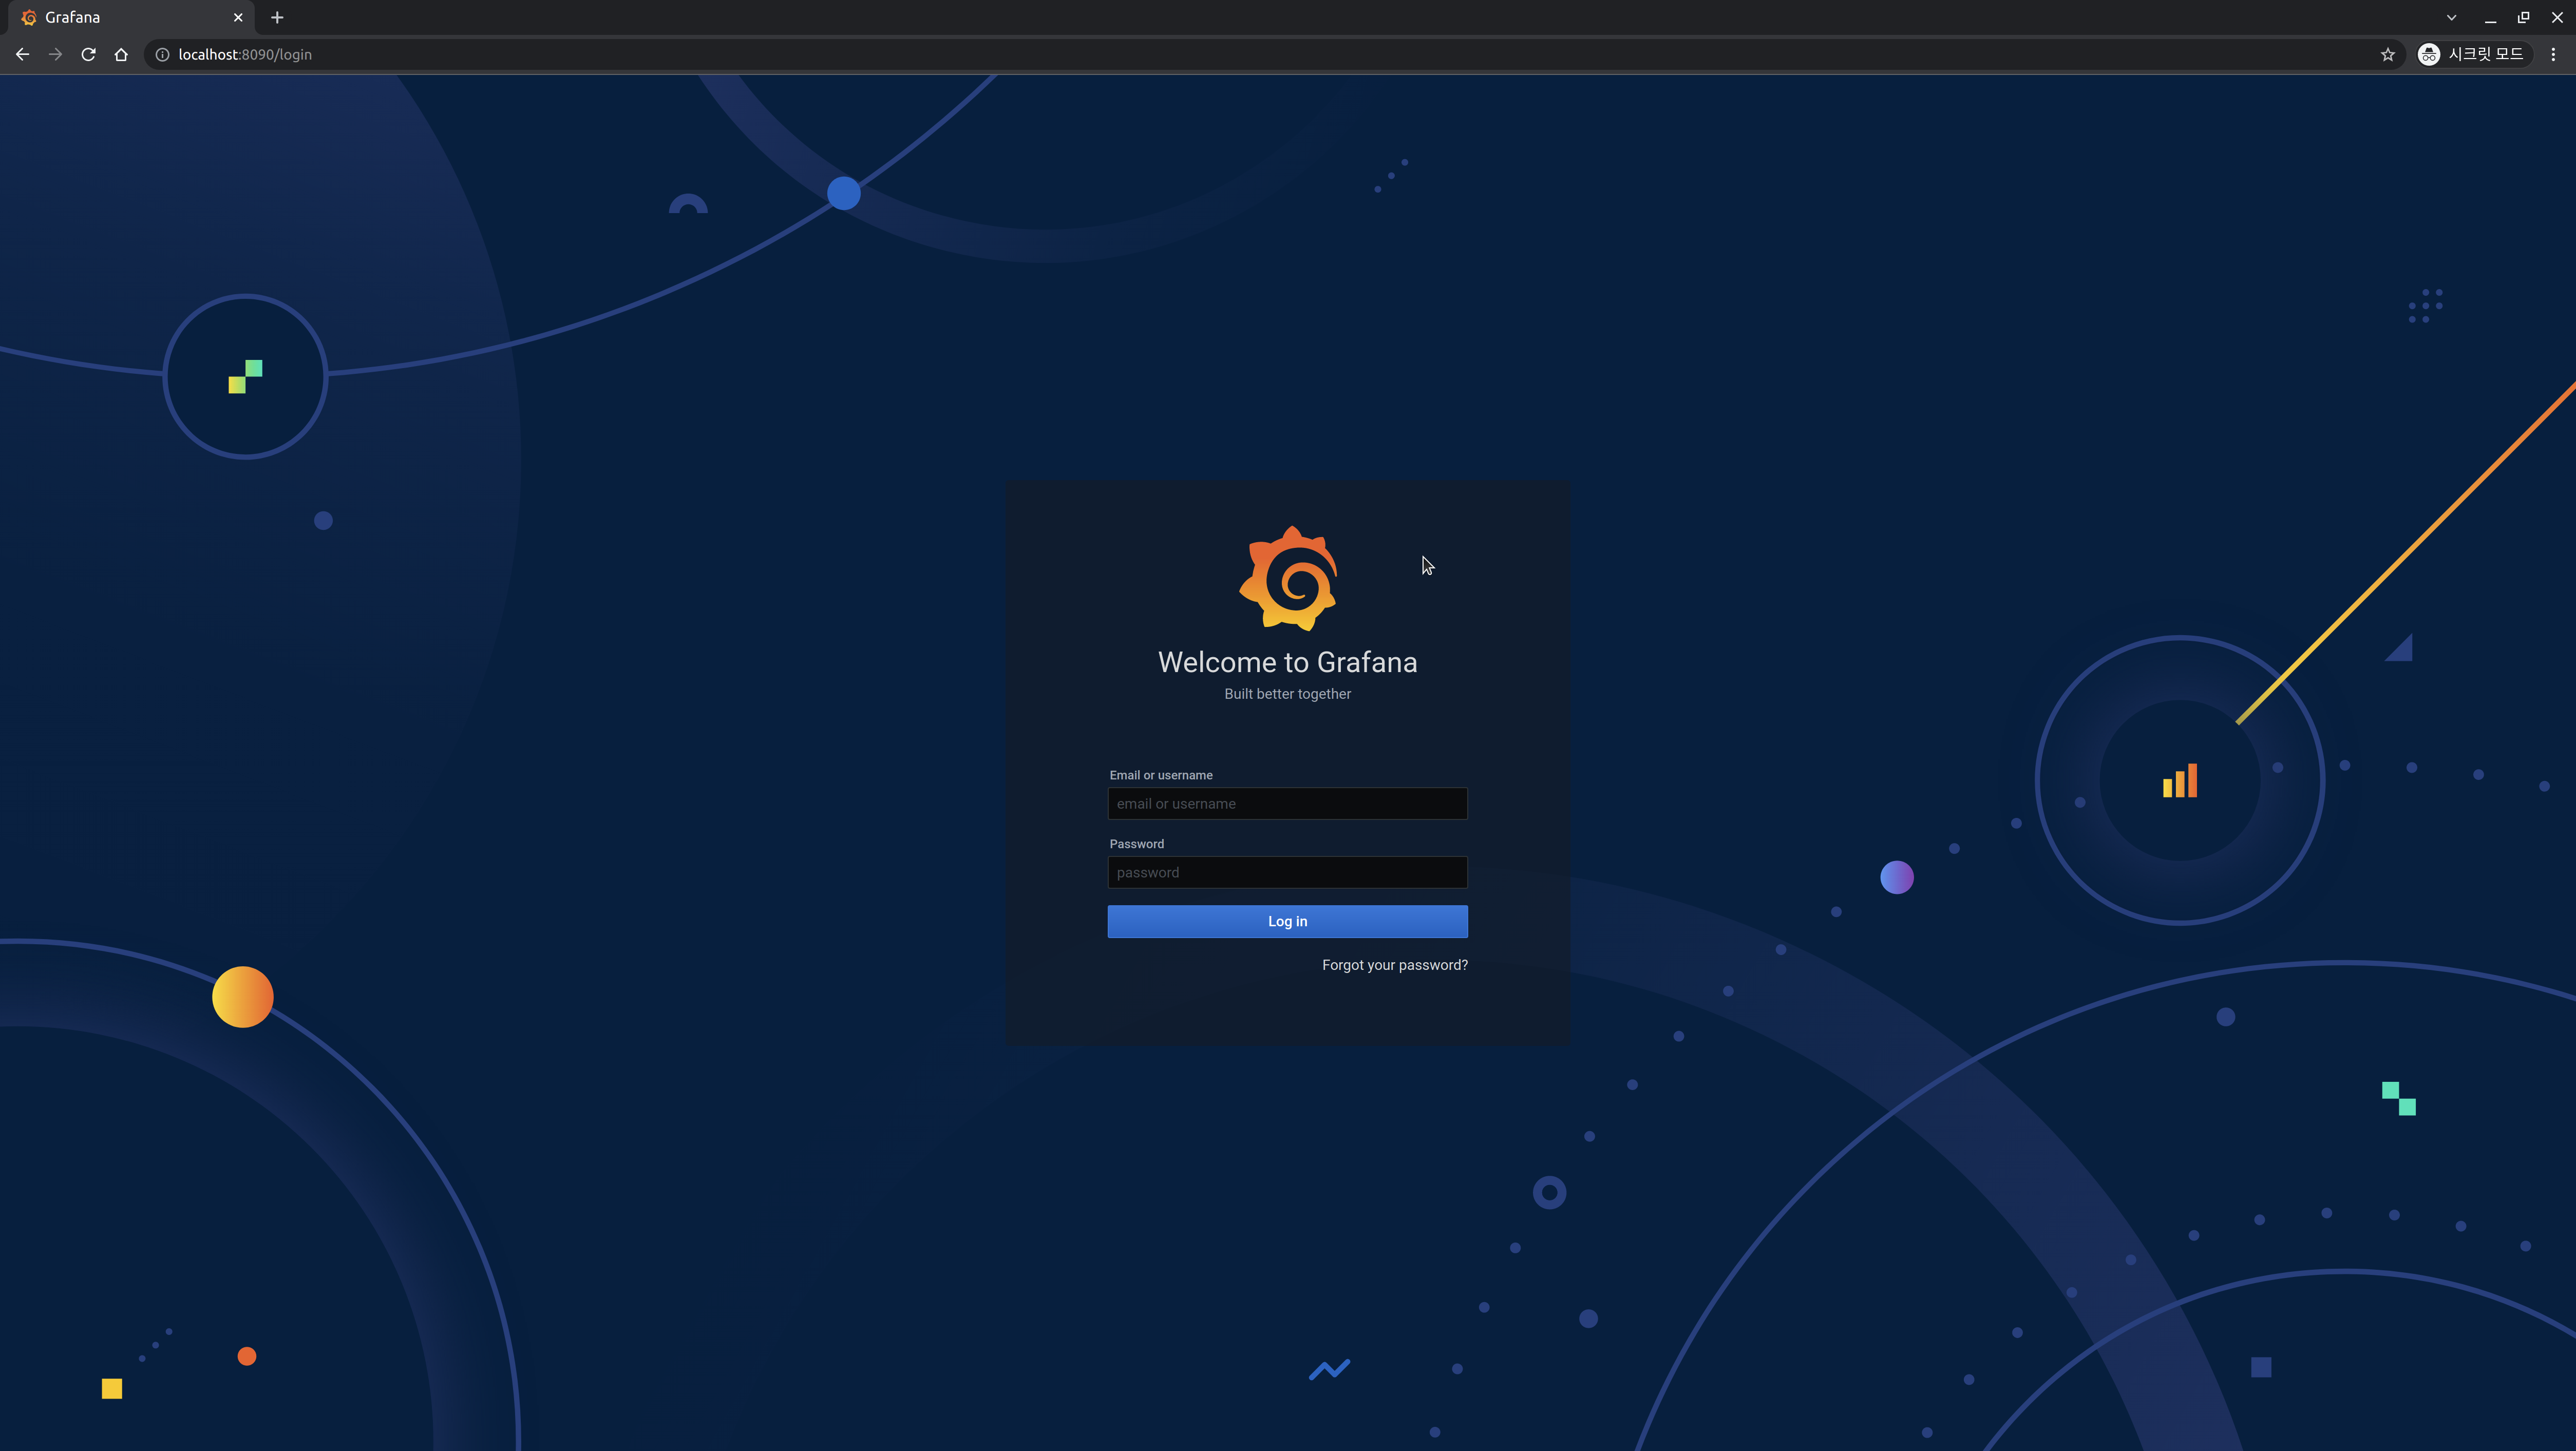 Grafana
localhost:8090/login
시크릿 모드
Welcome to Grafana
Built better together
Email or username
email or username
Password
password
Log in
Forgot your password?